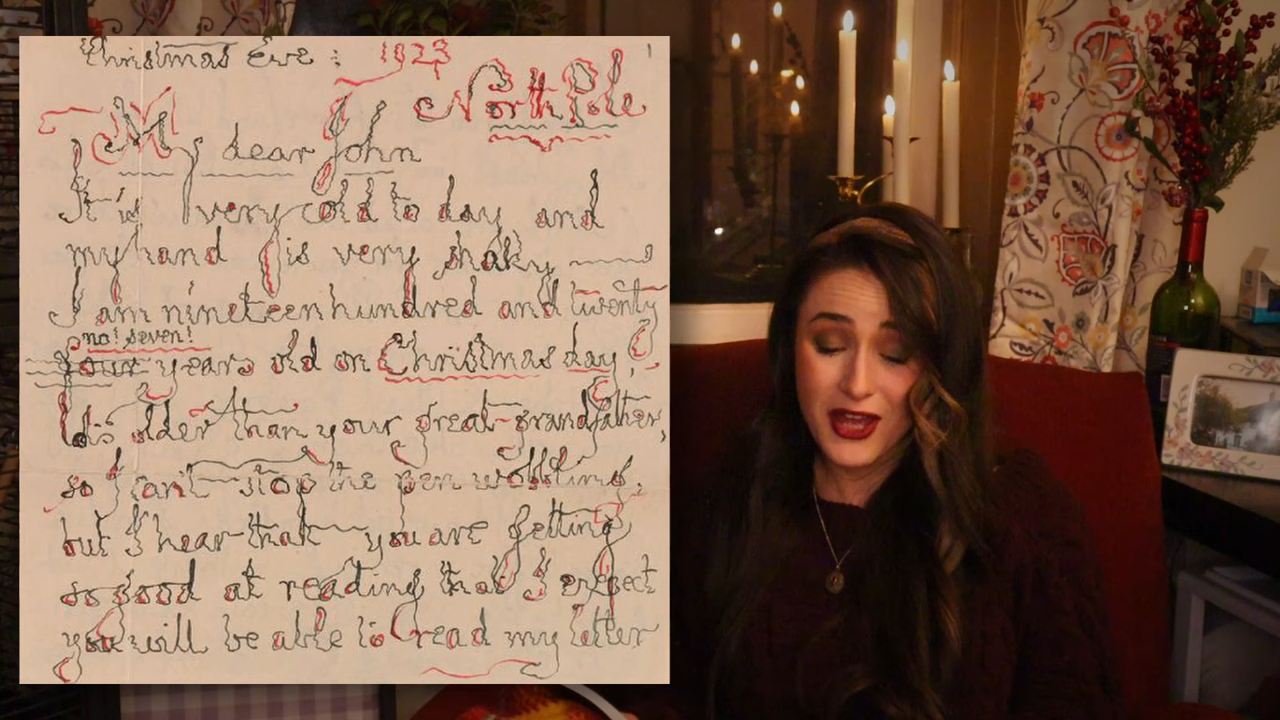 Christmas Eve : 1923
1
North Pole
My dear John
It is very cold to day and
my hand is very shaky
I am nineteen hundred and twenty
no! seven!
four years old on Christmas day,
lots older than your great-grandfather,
so I can't stop the pen wobbling,
but I hear that you are getting
so good at reading that I expect
you will be able to read my letter